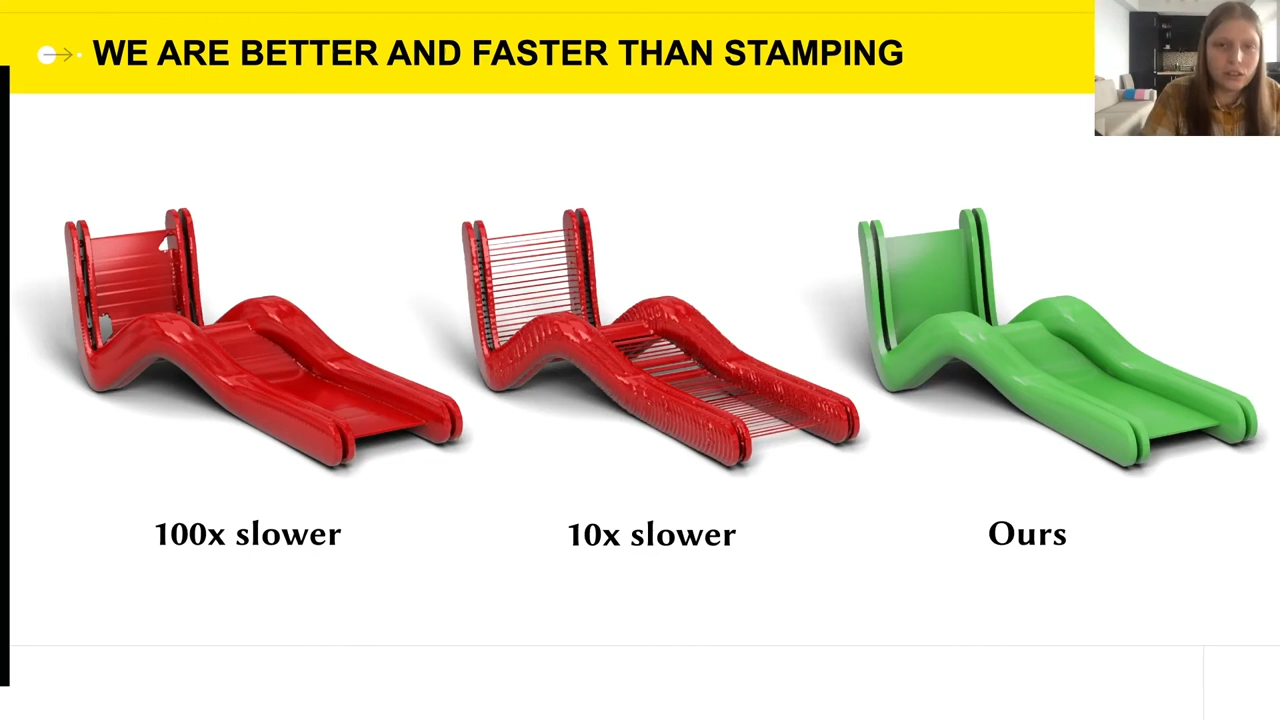 WE ARE BETTER AND FASTER THAN STAMPING
100x slower
10x slower
Ours